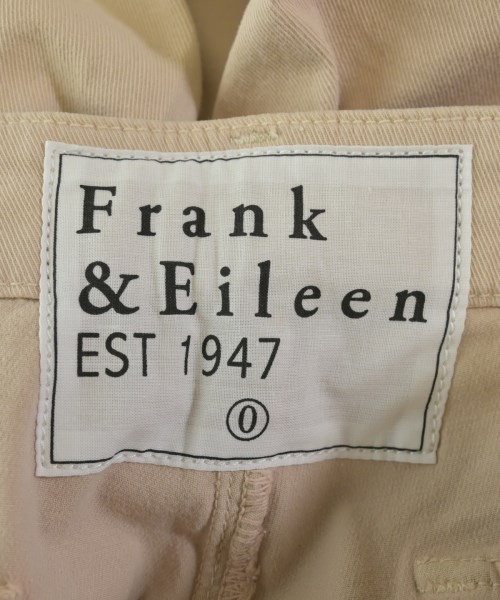 Frank
& Eileen
EST 1947
0